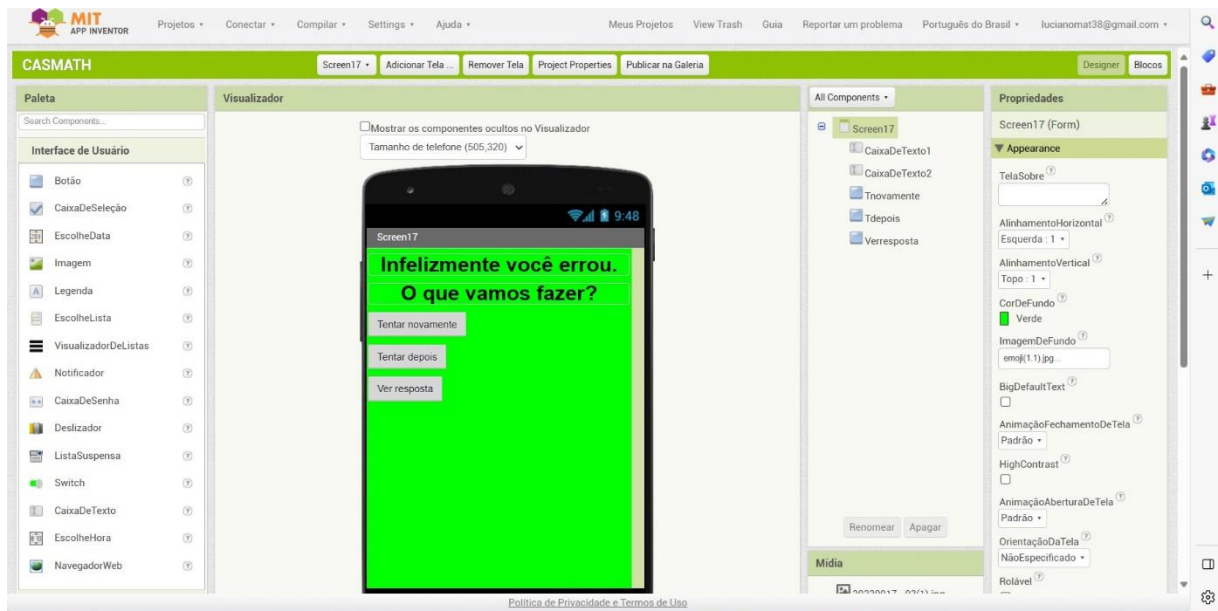 MIT
APP INVENTOR
Projetos
Conectar
Compilar
Settings
Ajuda
Meus Projetos
View Trash
Guia
Reportar um problema
Português do Brasil
lucianomat38@gmail.com
CASMATH
Screen17
Adicionar Tela ...
Remover Tela
Project Properties
Publicar na Galeria
Designer
Blocos
Paleta
Search Components...
Interface de Usuário
Botão
CaixaDeSeleção
EscolheData
Imagem
Legenda
EscolheLista
VisualizadorDeListas
Notificador
CaixaDeSenha
Deslizador
ListaSuspensa
Switch
CaixaDeTexto
EscolheHora
NavegadorWeb
Visualizador
Mostrar os componentes ocultos no Visualizador
Tamanho de telefone (505,320)
9:48
Screen17
Infelizmente você errou.
O que vamos fazer?
Tentar novamente
Tentar depois
Ver resposta
All Components
Screen17
CaixaDeTexto1
CaixaDeTexto2
Tnovamente
Tdepois
Verresposta
Renomear
Apagar
Mídia
Propriedades
Screen17 (Form)
Appearance
TelaSobre
AlinhamentoHorizontal
Esquerda : 1
AlinhamentoVertical
Topo : 1
CorDeFundo
Verde
ImagemDeFundo
emoji(1.1).jpg...
BigDefaultText
AnimaçãoFechamentoDeTela
Padrão
HighContrast
AnimaçãoAberturaDeTela
Padrão
OrientaçãoDaTela
NãoEspecificado
Rolável
Política de Privacidade e Termos de Uso